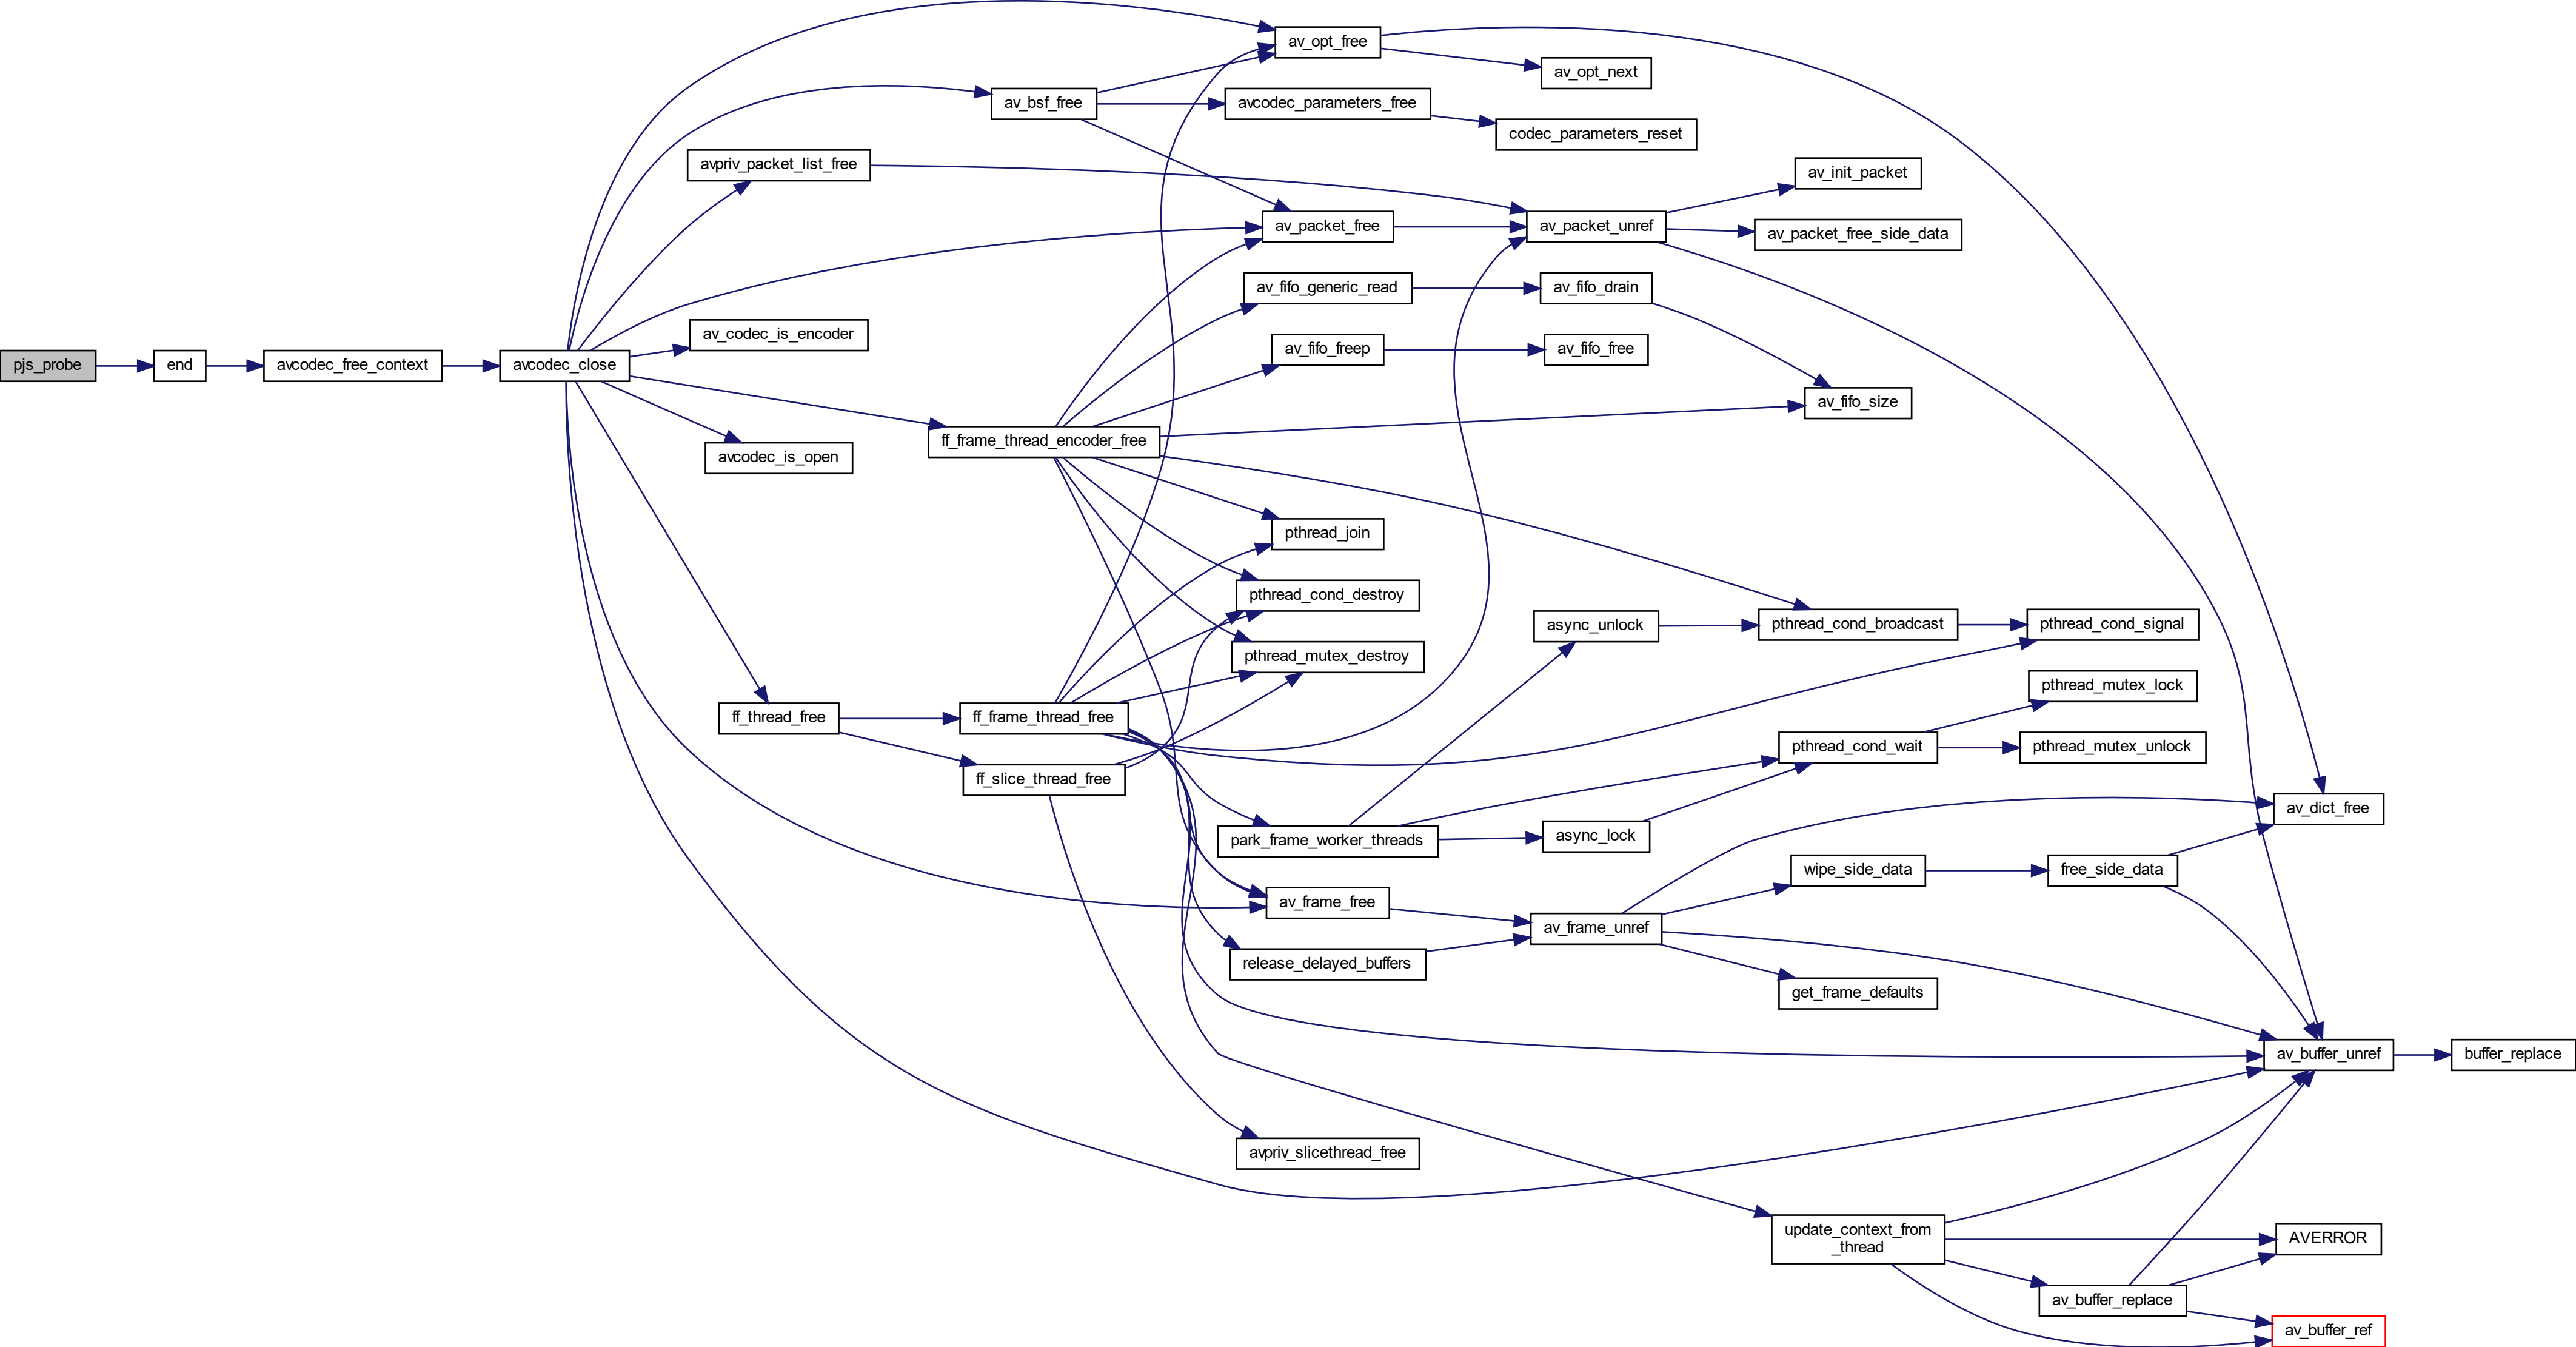 av_opt_free
av_opt_next
av_bsf_free
avcodec_parameters_free
codec_parameters_reset
avpriv_packet_list_free
av_init_packet
av_packet_free
av_packet_unref
av_packet_free_side_data
av_fifo_generic_read
av_fifo_drain
av_codec_is_encoder
av_fifo_freep
av_fifo_free
pjs_probe
end
avcodec_free_context
avcodec_close
av_fifo_size
ff_frame_thread_encoder_free
avcodec_is_open
pthread_join
pthread_cond_destroy
async_unlock
pthread_cond_broadcast
pthread_cond_signal
pthread_mutex_destroy
pthread_mutex_lock
ff_thread_free
ff_frame_thread_free
pthread_cond_wait
pthread_mutex_unlock
ff_slice_thread_free
av_dict_free
park_frame_worker_threads
async_lock
wipe_side_data
free_side_data
av_frame_free
av_frame_unref
release_delayed_buffers
get_frame_defaults
av_buffer_unref
buffer_replace
avpriv_slicethread_free
update_context_from
_thread
AVERROR
av_buffer_replace
av_buffer_ref